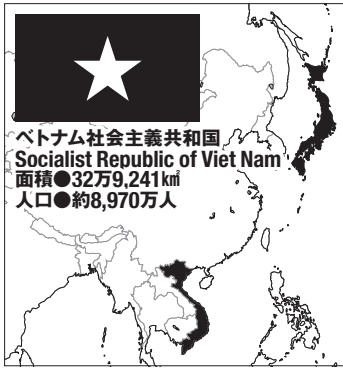 ベトナム社会主義共和国
Socialist Republic of Viet Nam
面積●32万9,241㎢
人口●約8,970万人